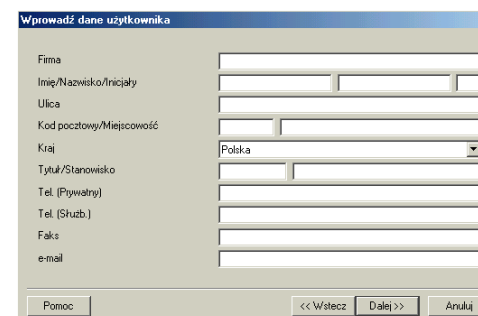 Wprowadź dane użytkownika
Firma
Imię/Nazwisko/Inicjały
Ulica
Kod pocztowy/Miejscowość
Kraj Polska
Tytuł/Stanowisko
Tel. (Prywatny)
Tel. (Służb.)
Faks
e-mail
Pomoc << Wstecz Dalej >> Anuluj